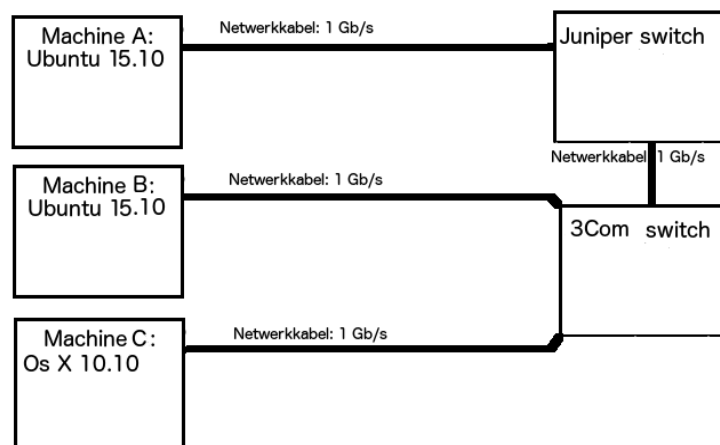 Machine A:
Ubuntu 15.10
Netwerkkabel: 1 Gb/s
Juniper switch
Netwerkkabel: 1 Gb/s
Machine B:
Ubuntu 15.10
Netwerkkabel: 1 Gb/s
3Com switch
Machine C:
Os X 10.10
Netwerkkabel: 1 Gb/s